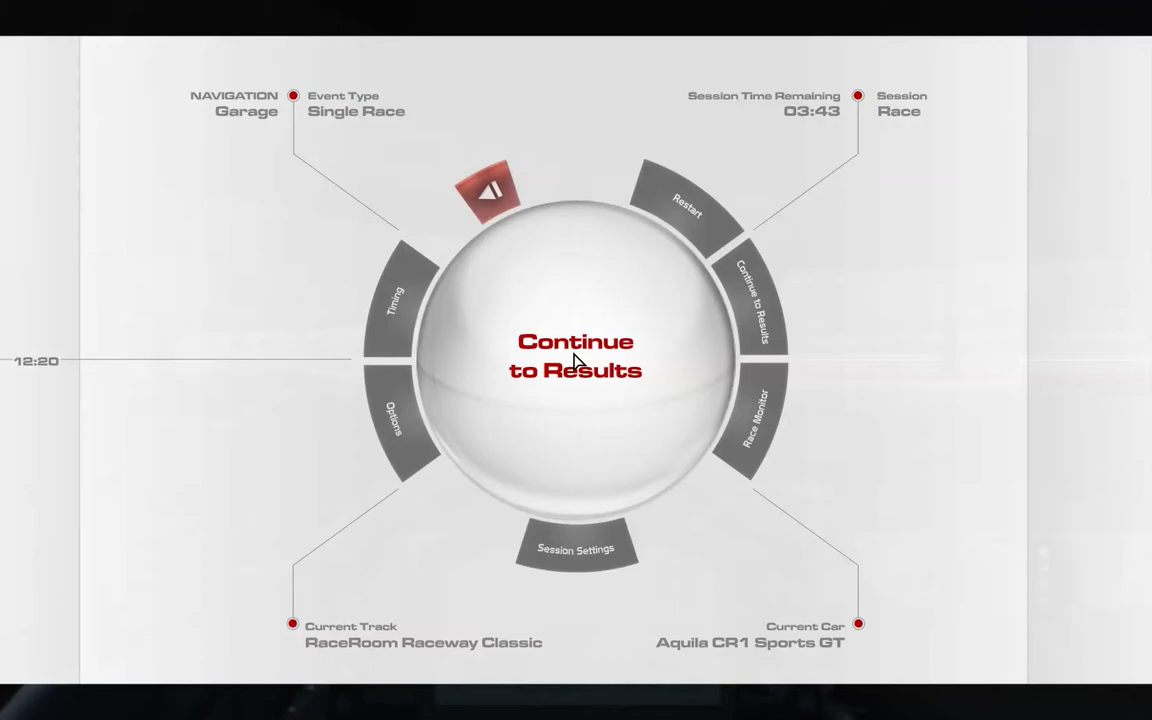 NAVIGATION
Garage
Event Type
Single Race
Session Time Remaining
03:43
Session
Race
Restart
Continue to Results
Timing
Continue
to Results
12:20
Options
Race Monitor
Session Settings
Current Track
RaceRoom Raceway Classic
Current Car
Aquila CR1 Sports GT